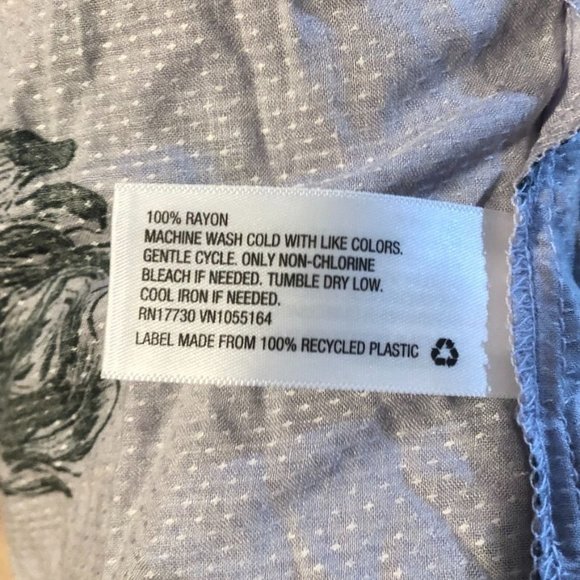 100% RAYON
MACHINE WASH COLD WITH LIKE COLORS.
GENTLE CYCLE. ONLY NON-CHLORINE
BLEACH IF NEEDED. TUMBLE DRY LOW.
COOL IRON IF NEEDED.
RN17730 VN1055164
LABEL MADE FROM 100% RECYCLED PLASTIC